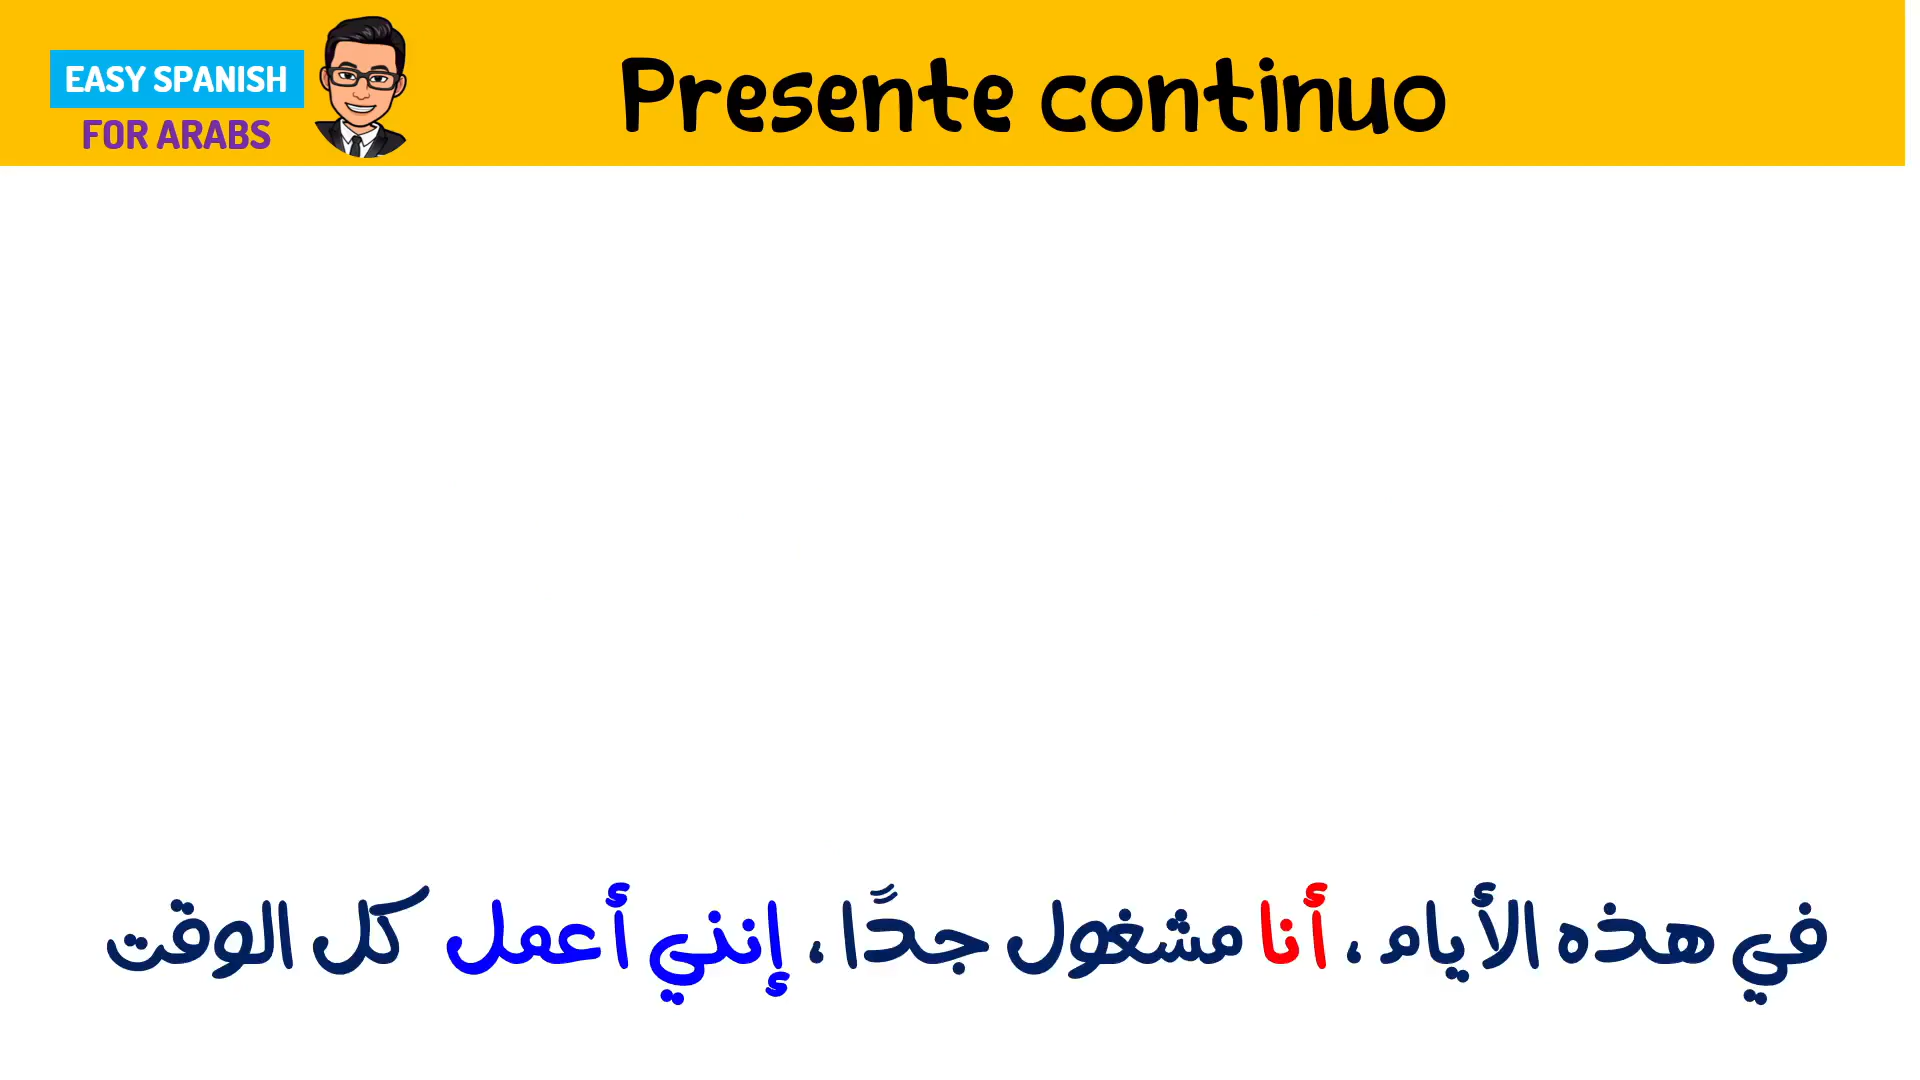 EASY SPANISH
FOR ARABS
Presente continuo
في هذه الأيام ، أنا مشغول جدًا ، إنني أعمل كل الوقت